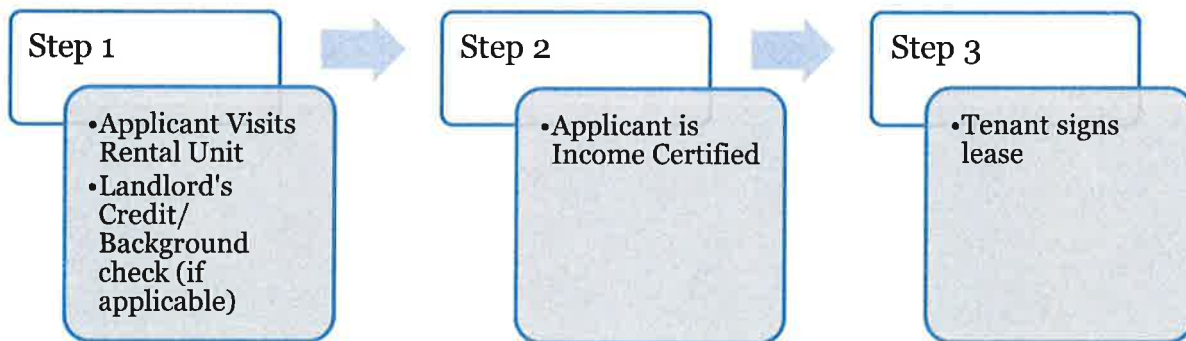 Step 1
•Applicant Visits
Rental Unit
•Landlord's
Credit/
Background
check (if
applicable)
Step 2
•Applicant is
Income Certified
Step 3
•Tenant signs
lease